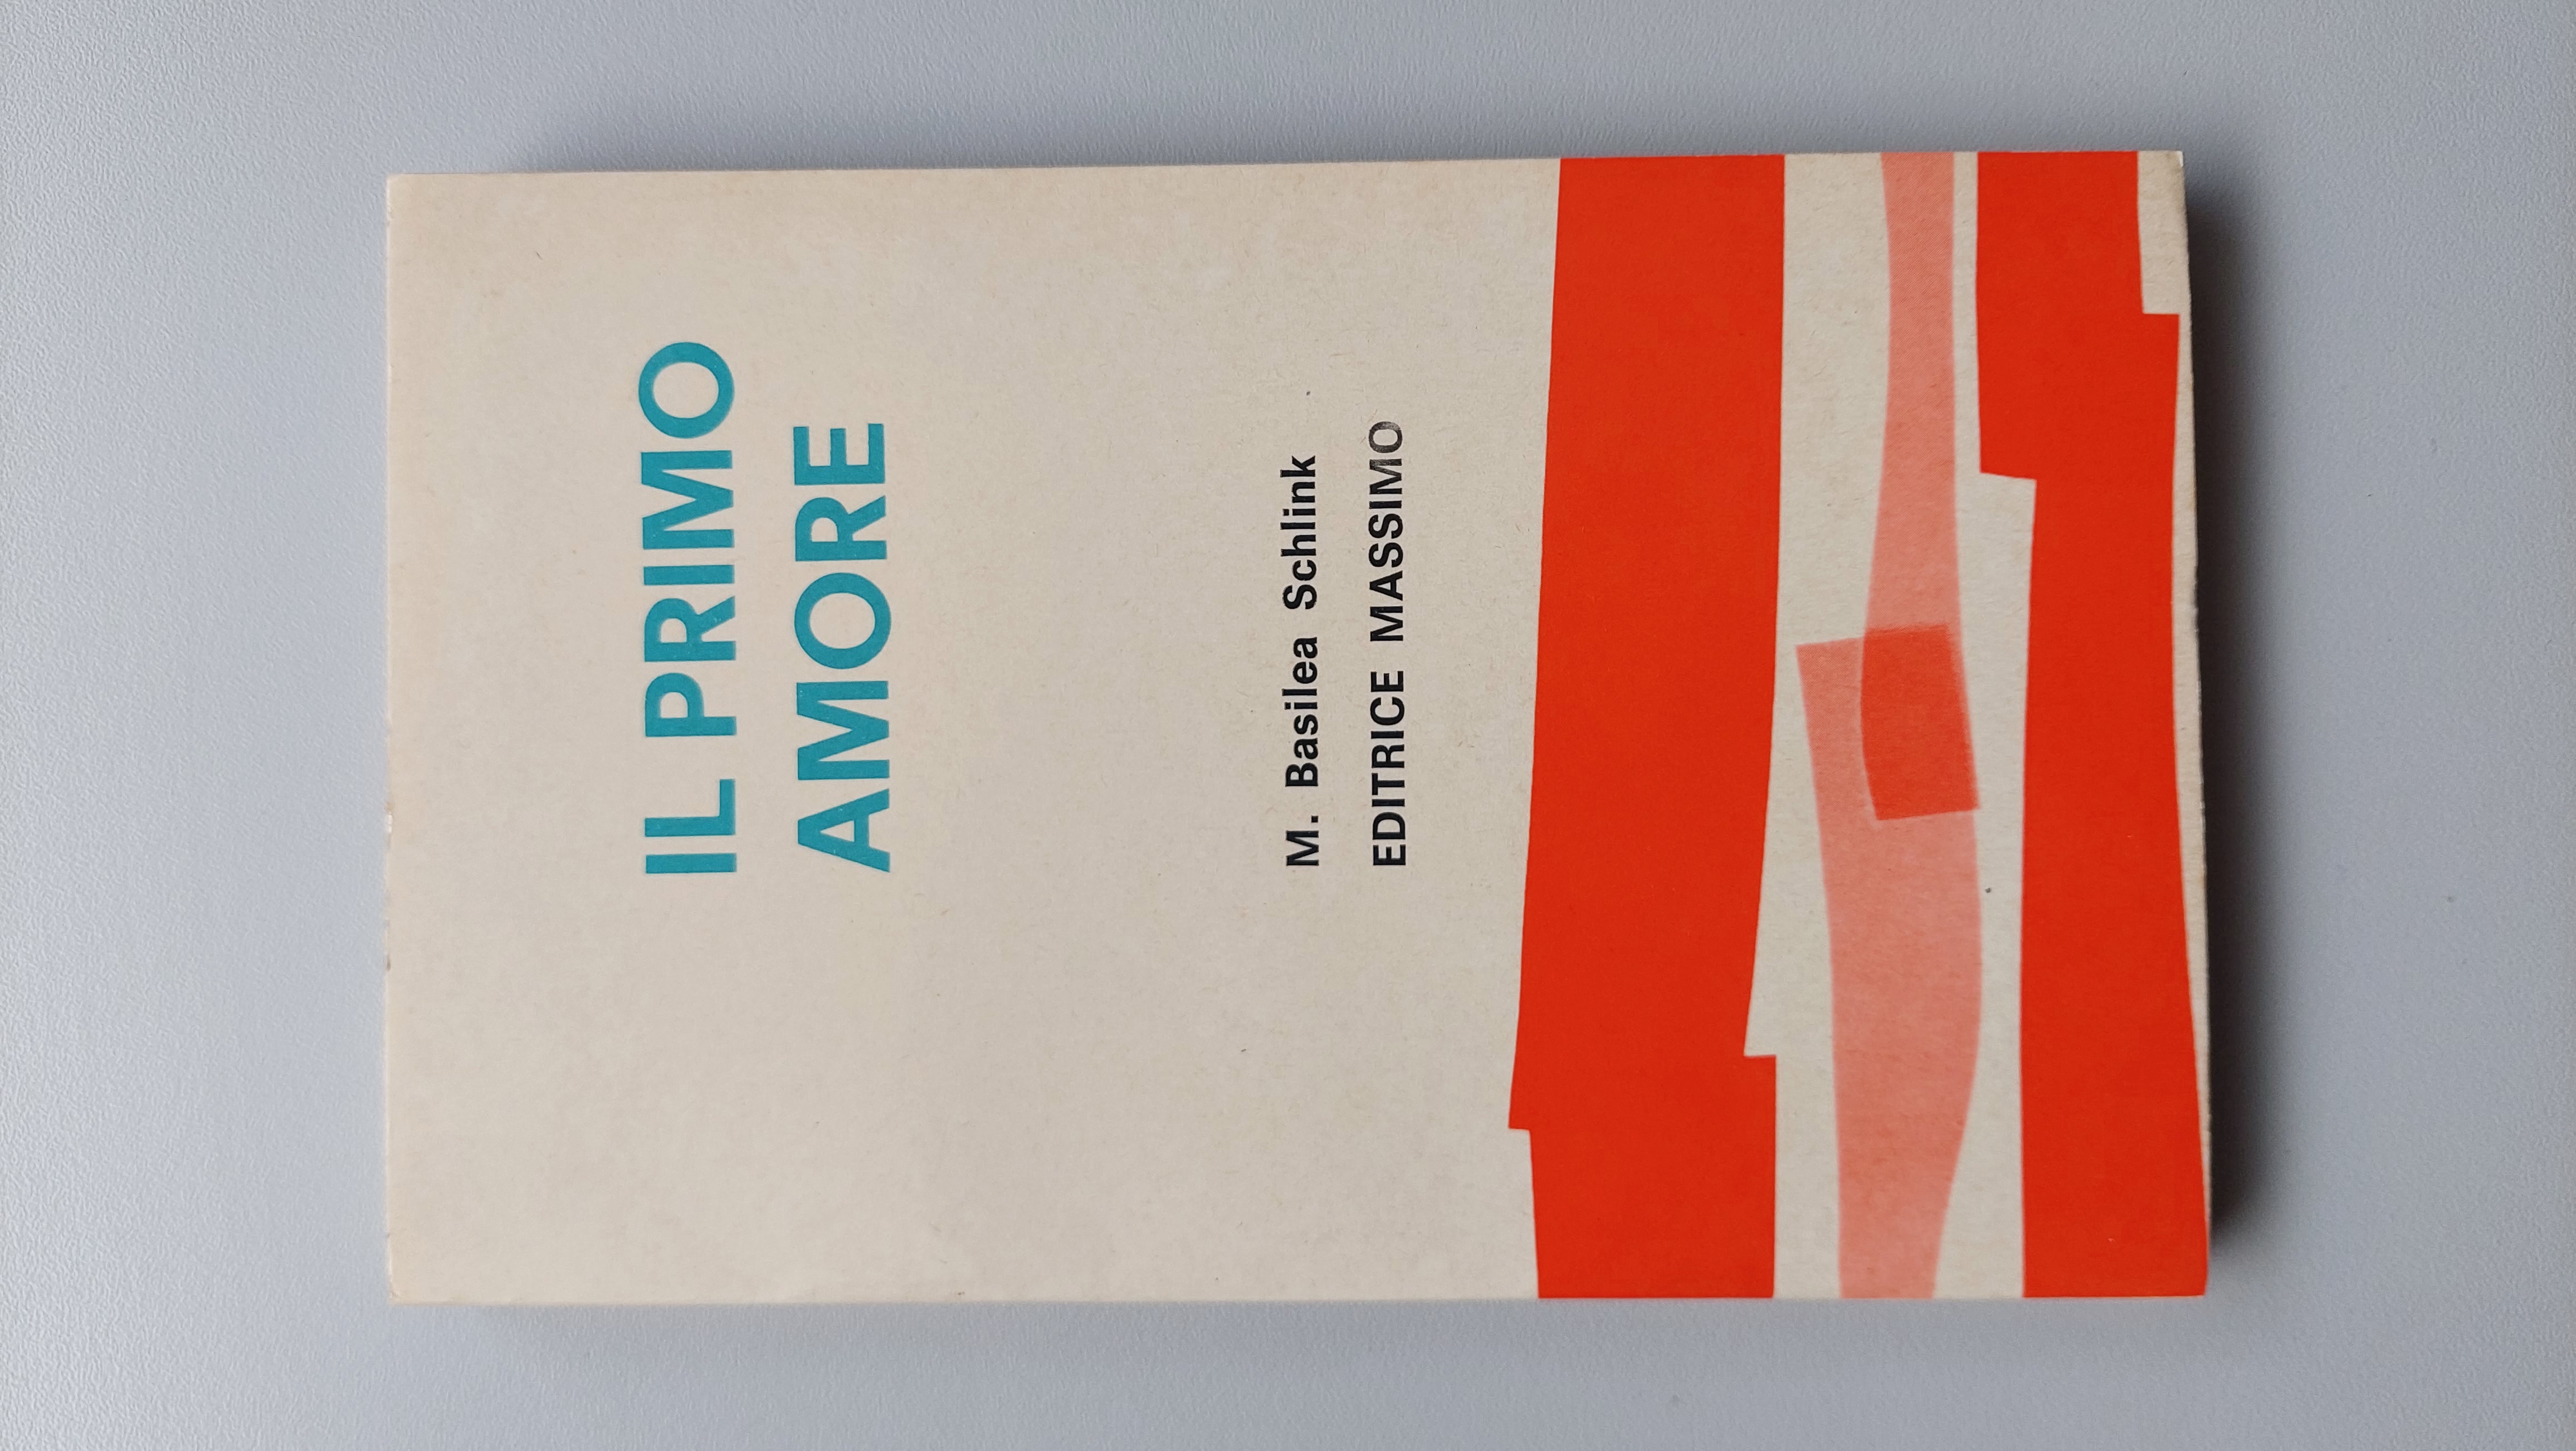 IL PRIMO
AMORE
M. Basilea Schlink
EDITRICE MASSIMO